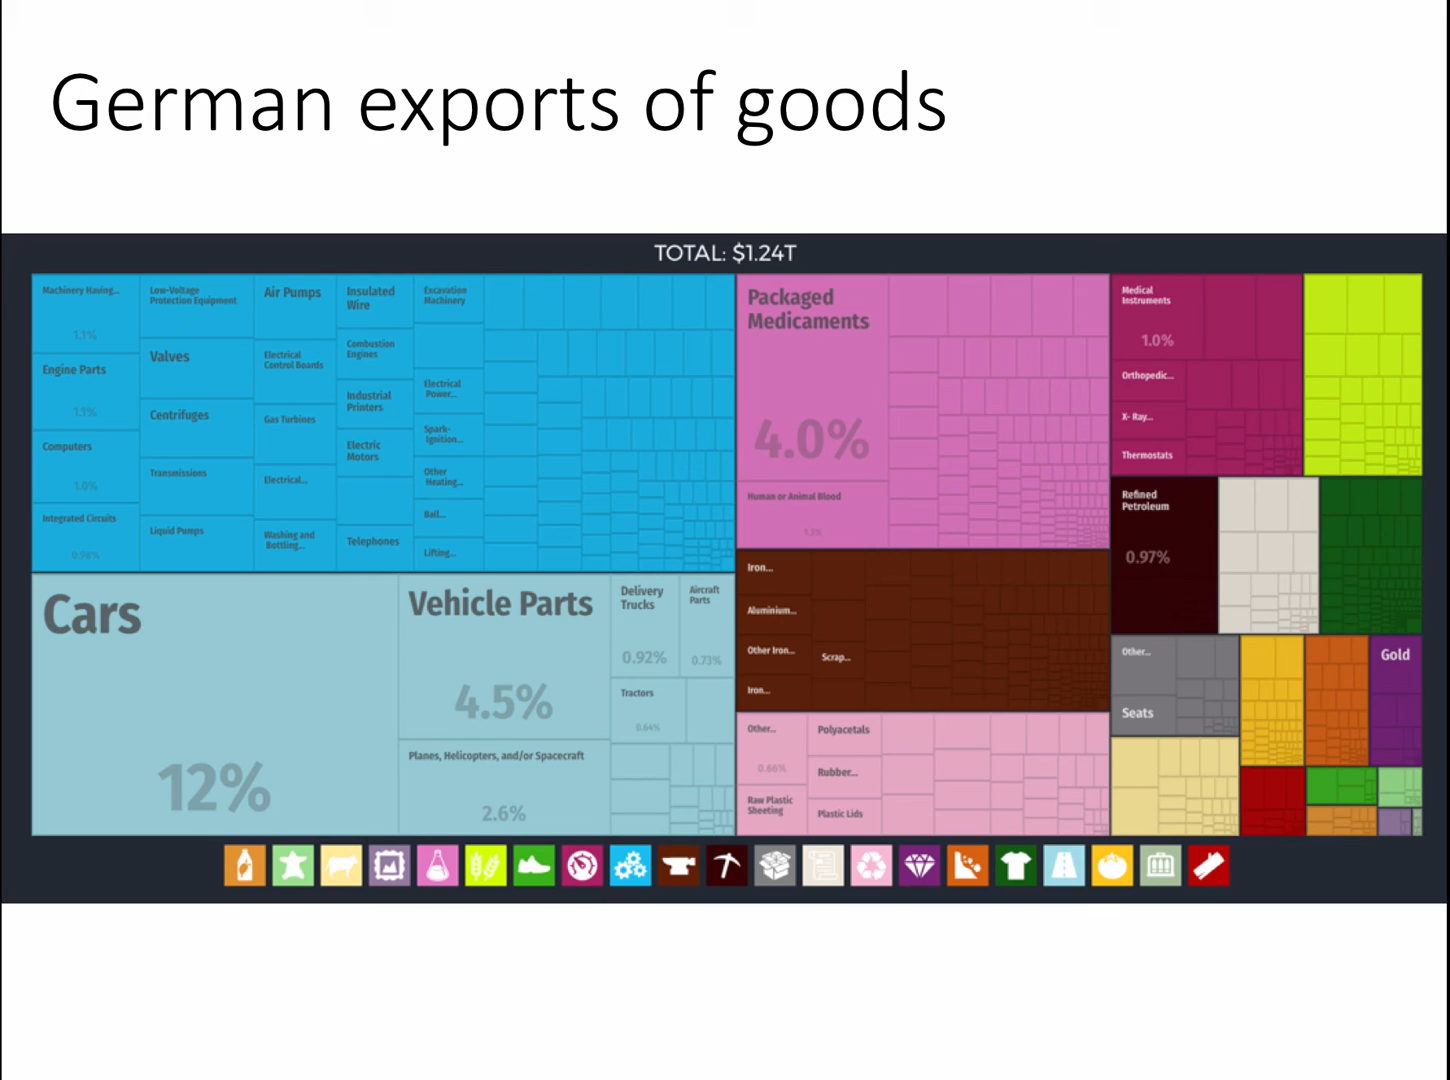 German exports of goods
TOTAL: $1.24T
Machinery Having...
1.1%
Engine Parts
1.1%
Computers
1.0%
Integrated Circuits
0.98%
Low-Voltage
Protection Equipment
Valves
Centrifuges
Transmissions
Liquid Pumps
Air Pumps
Electrical
Control Boards
Gas Turbines
Electrical...
Washing and
Bottling...
Insulated
Wire
Combustion
Engines
Industrial
Printers
Electric
Motors
Telephones
Excavation
Machinery
Electrical
Power...
Spark-
Ignition...
Other
Heating...
Ball...
Lifting...
Cars
12%
Vehicle Parts
4.5%
Planes, Helicopters, and/or Spacecraft
2.6%
Delivery
Trucks
0.92%
Aircraft
Parts
0.73%
Tractors
0.64%
Packaged
Medicaments
4.0%
Human or Animal Blood
Iron...
Aluminium...
Other Iron...
Iron...
Scrap...
Other...
0.66%
Raw Plastic
Sheeting
Polyacetals
Rubber...
Plastic Lids
Medical
Instruments
1.0%
Orthopedic...
X- Ray...
Thermostats
Refined
Petroleum
0.97%
Other...
Seats
Gold